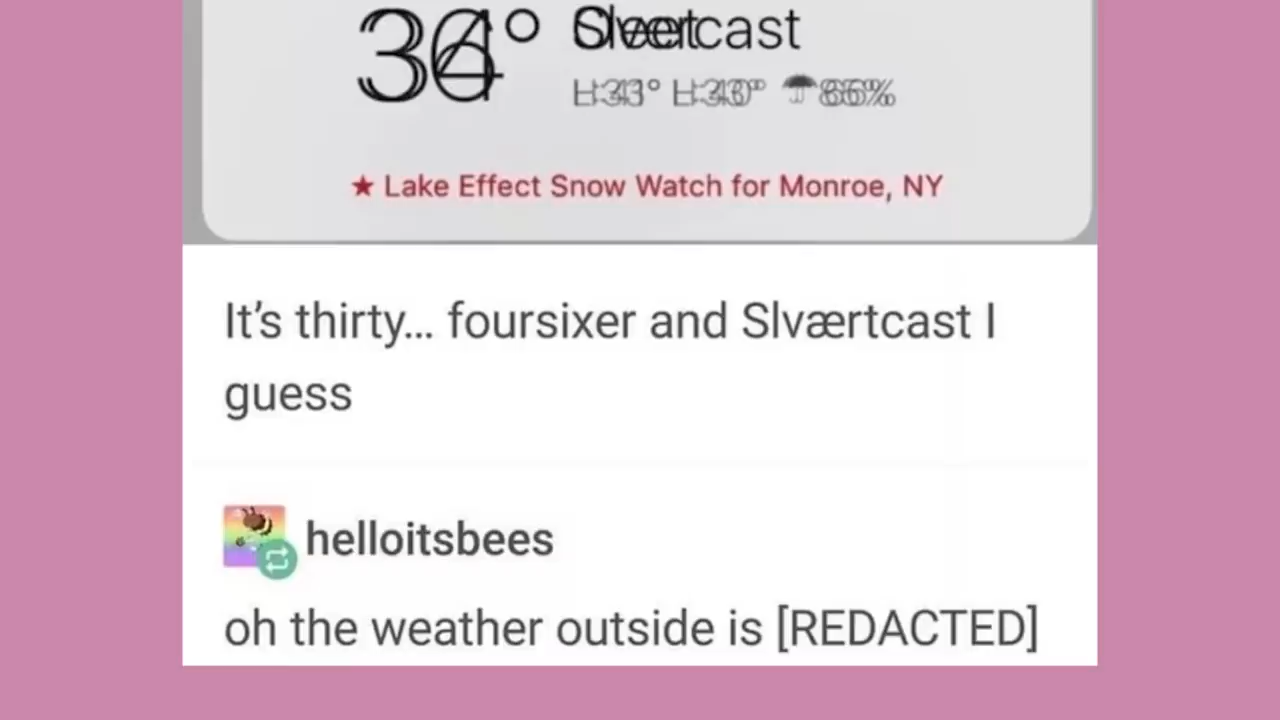 ★ Lake Effect Snow Watch for Monroe, NY
It's thirty... foursixer and Slværtcast I
guess
helloitsbees
oh the weather outside is [REDACTED]